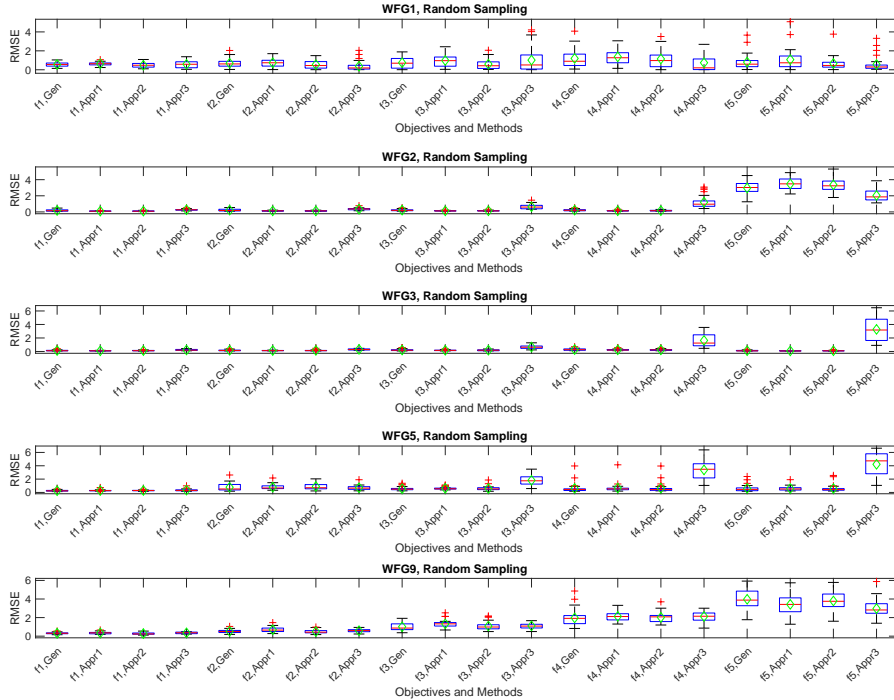 WFG1, Random Sampling
RMSE
4
2
0
f1,Gen f1,Appr1 f1,Appr2 f1,Appr3 f2,Gen f2,Appr1 f2,Appr2 f2,Appr3 f3,Gen f3,Appr1 f3,Appr2 f3,Appr3 f4,Gen f4,Appr1 f4,Appr2 f4,Appr3 f5,Gen f5,Appr1 f5,Appr2 f5,Appr3
Objectives and Methods
WFG2, Random Sampling
RMSE
4
2
0
f1,Gen f1,Appr1 f1,Appr2 f1,Appr3 f2,Gen f2,Appr1 f2,Appr2 f2,Appr3 f3,Gen f3,Appr1 f3,Appr2 f3,Appr3 f4,Gen f4,Appr1 f4,Appr2 f4,Appr3 f5,Gen f5,Appr1 f5,Appr2 f5,Appr3
Objectives and Methods
WFG3, Random Sampling
RMSE
6
4
2
0
f1,Gen f1,Appr1 f1,Appr2 f1,Appr3 f2,Gen f2,Appr1 f2,Appr2 f2,Appr3 f3,Gen f3,Appr1 f3,Appr2 f3,Appr3 f4,Gen f4,Appr1 f4,Appr2 f4,Appr3 f5,Gen f5,Appr1 f5,Appr2 f5,Appr3
Objectives and Methods
WFG5, Random Sampling
RMSE
6
4
2
0
f1,Gen f1,Appr1 f1,Appr2 f1,Appr3 f2,Gen f2,Appr1 f2,Appr2 f2,Appr3 f3,Gen f3,Appr1 f3,Appr2 f3,Appr3 f4,Gen f4,Appr1 f4,Appr2 f4,Appr3 f5,Gen f5,Appr1 f5,Appr2 f5,Appr3
Objectives and Methods
WFG9, Random Sampling
RMSE
6
4
2
0
f1,Gen f1,Appr1 f1,Appr2 f1,Appr3 f2,Gen f2,Appr1 f2,Appr2 f2,Appr3 f3,Gen f3,Appr1 f3,Appr2 f3,Appr3 f4,Gen f4,Appr1 f4,Appr2 f4,Appr3 f5,Gen f5,Appr1 f5,Appr2 f5,Appr3
Objectives and Methods